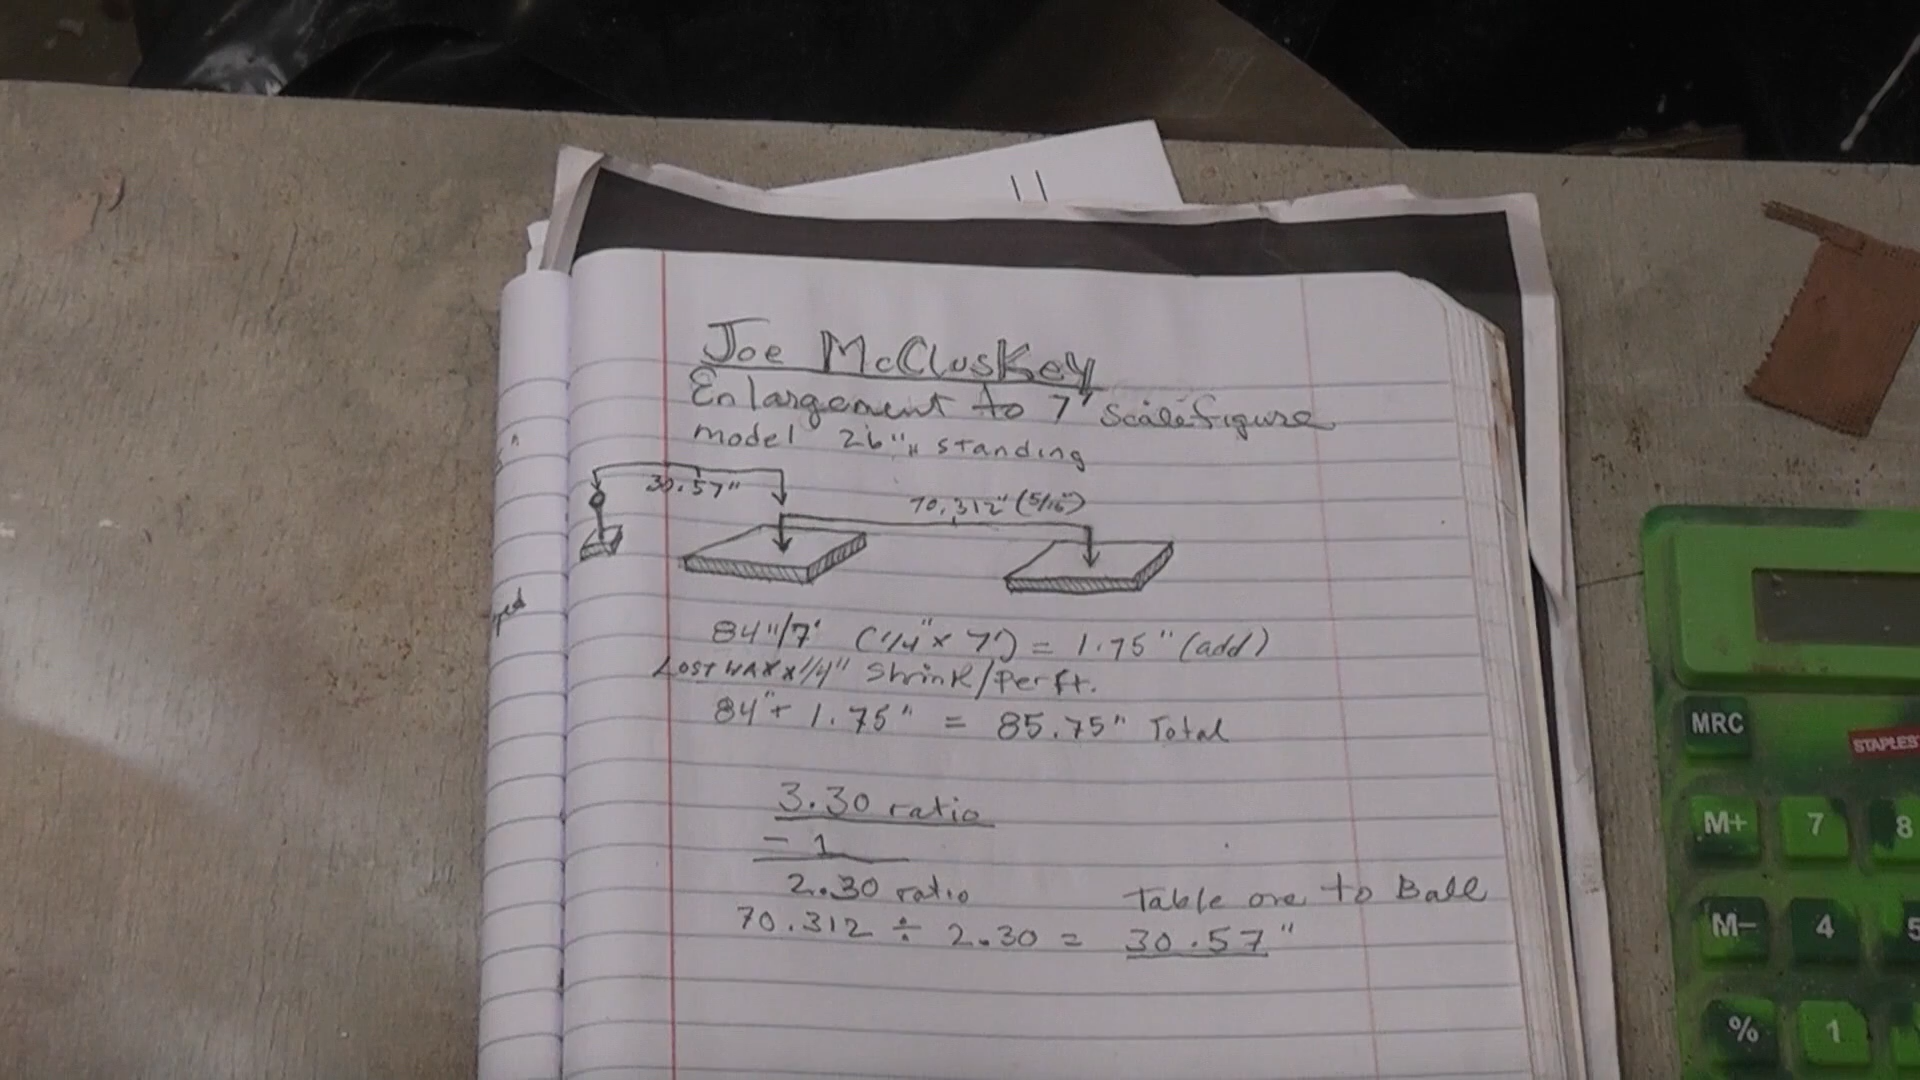 Joe McCluskey
Enlargement to 7' scale figure
model 26" standing
30.57"
70.312" (5/16")
84"/7' (1/4" x 7') = 1.75" (add)
Lost wax x 1/4" shrink/per ft.
84" + 1.75" = 85.75" Total
3.30 ratio
- 1
2.30 ratio
Table one to Ball
70.312 ÷ 2.30 = 30.57"
MRC
STAPLES
M+ 7 8
M- 4 5
% 1